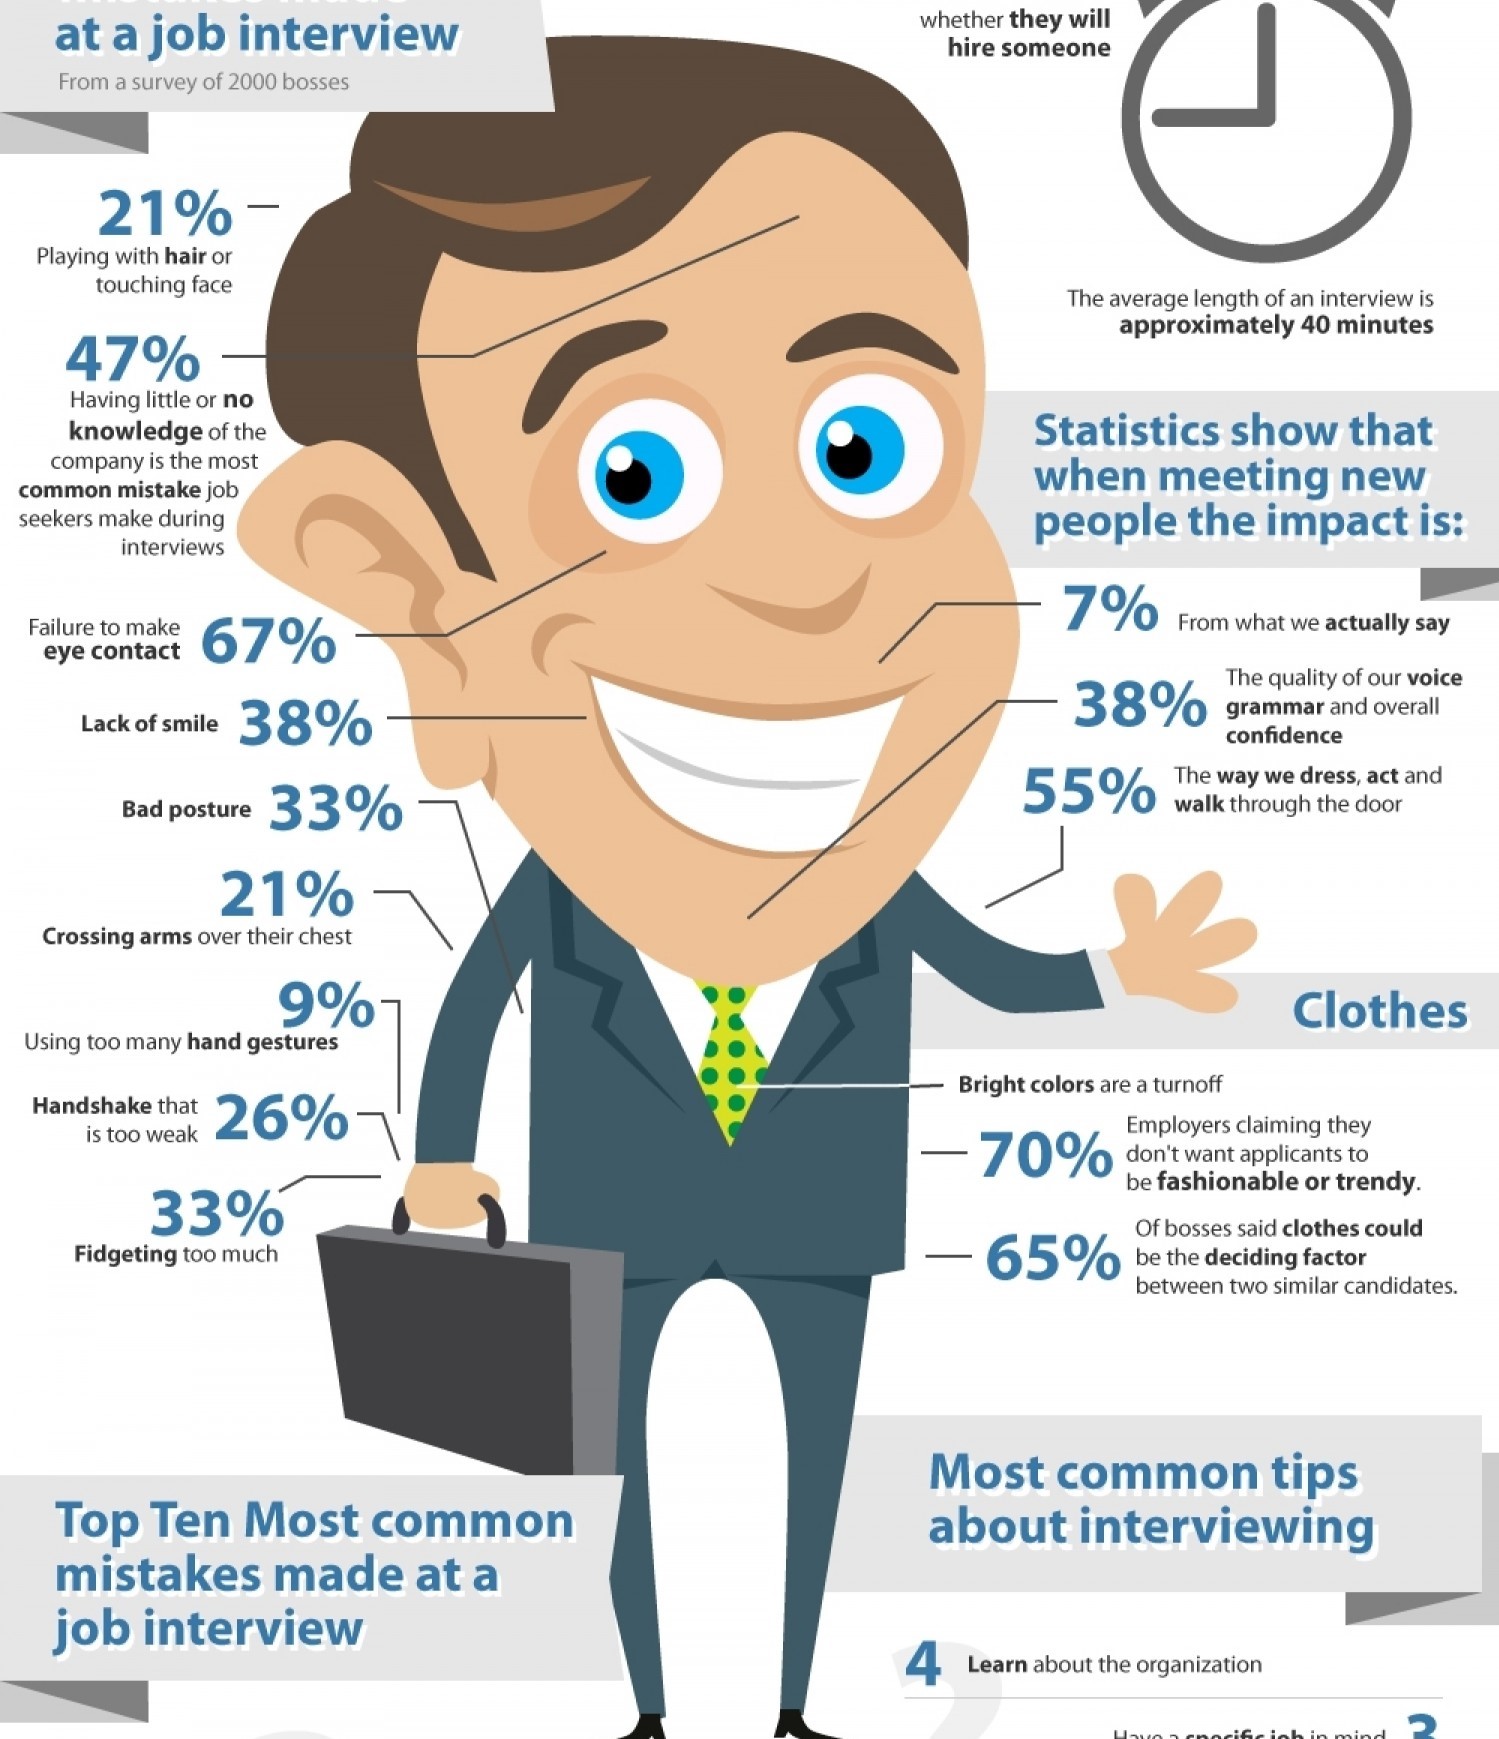 at a job interview
From a survey of 2000 bosses
21%
Playing with hair or
touching face
47%
Having little or no
knowledge of the
company is the most
common mistake job
seekers make during
interviews
Failure to make
eye contact
67%
Lack of smile 38%
Bad posture 33%
21%
Crossing arms over their chest
9%
Using too many hand gestures
Handshake that
is too weak
26%
33%
Fidgeting too much
Top Ten Most common
mistakes made at a
job interview
whether they will
hire someone
The average length of an interview is
approximately 40 minutes
Statistics show that
when meeting new
people the impact is:
7% From what we actually say
38%
The quality of our voice
grammar and overall
confidence
55%
The way we dress, act and
walk through the door
Clothes
Bright colors are a turnoff
70%
Employers claiming they
don't want applicants to
be fashionable or trendy.
65%
Of bosses said clothes could
be the deciding factor
between two similar candidates.
Most common tips
about interviewing
4 Learn about the organization
Have a specific job in mind 3